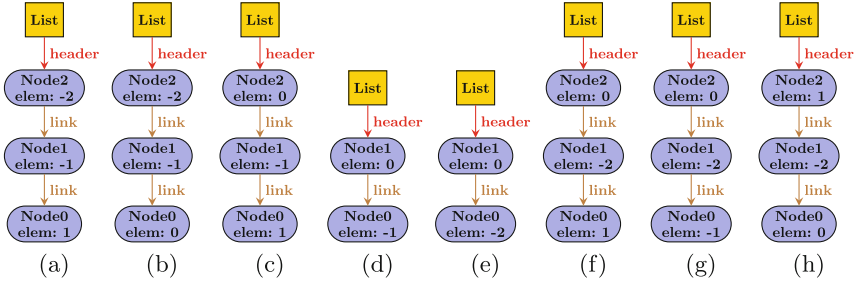 List List List List List List
header header header header header header
Node2 Node2 Node2 Node2 Node2 Node2
elem: -2 elem: -2 elem: 0 elem: 0 elem: 0 elem: 1
List List
link link link link link link
header header
Node1 Node1 Node1 Node1 Node1 Node1 Node1 Node1
elem: -1 elem: -1 elem: -1 elem: 0 elem: 0 elem: -2 elem: -2 elem: -2
link link link link link link link link
Node0 Node0 Node0 Node0 Node0 Node0 Node0 Node0
elem: 1 elem: 0 elem: 1 elem: -1 elem: -2 elem: 1 elem: -1 elem: 0
(a) (b) (c) (d) (e) (f) (g) (h)